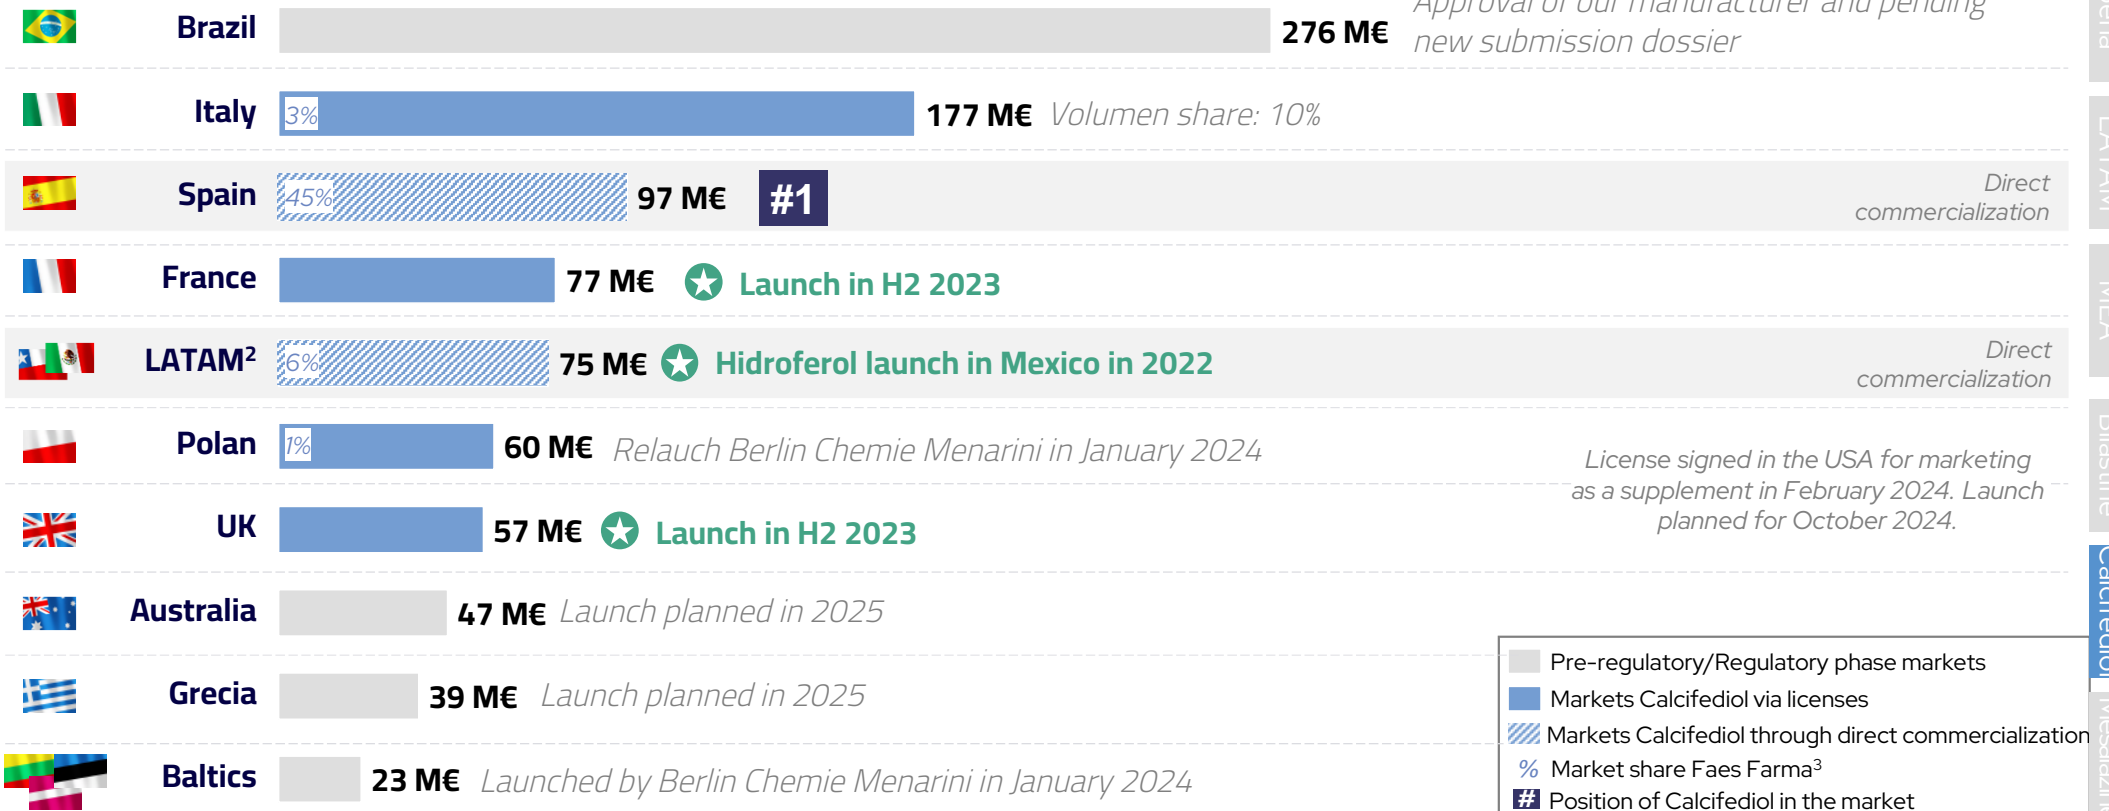 Approval of our manufacturer and pending
Brazil
276 M€
new submission dossier
Italy
3%
177 M€
Volumen share: 10%
Spain
45%
97 M€
#1
Direct
commercialization
France
77 M€
Launch in H2 2023
LATAM²
6%
75 M€
Hidroferol launch in Mexico in 2022
Direct
commercialization
Polan
1%
60 M€
Relauch Berlin Chemie Menarini in January 2024
License signed in the USA for marketing
as a supplement in February 2024. Launch
planned for October 2024.
UK
57 M€
Launch in H2 2023
Australia
47 M€
Launch planned in 2025
Grecia
39 M€
Launch planned in 2025
Baltics
23 M€
Launched by Berlin Chemie Menarini in January 2024
Pre-regulatory/Regulatory phase markets
Markets Calcifediol via licenses
Markets Calcifediol through direct commercialization
% Market share Faes Farma³
# Position of Calcifediol in the market
LATAM
Bilastine
Calcifediol